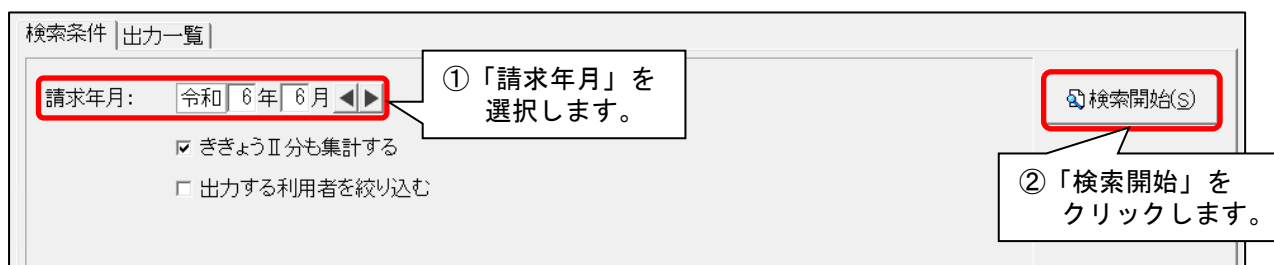 検索条件 出力一覧
請求年月: 令和 6年 6月
①「請求年月」を
選択します。
検索開始(S)
☑ ききょうⅡ分も集計する
☐ 出力する利用者を絞り込む
②「検索開始」を
クリックします。